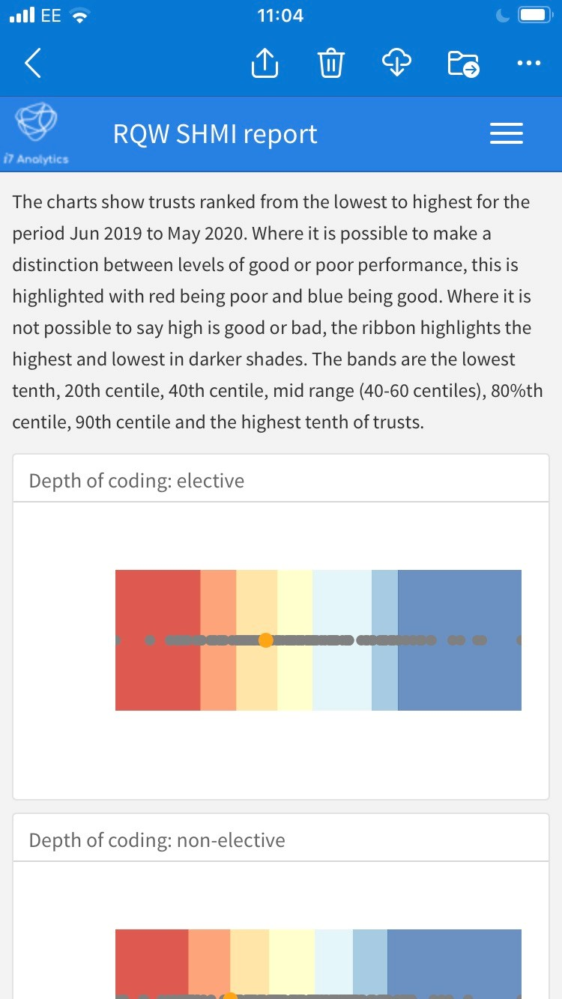 EE
11:04
i7 Analytics
RQW SHMI report
The charts show trusts ranked from the lowest to highest for the
period Jun 2019 to May 2020. Where it is possible to make a
distinction between levels of good or poor performance, this is
highlighted with red being poor and blue being good. Where it is
not possible to say high is good or bad, the ribbon highlights the
highest and lowest in darker shades. The bands are the lowest
tenth, 20th centile, 40th centile, mid range (40-60 centiles), 80%th
centile, 90th centile and the highest tenth of trusts.
Depth of coding: elective
Depth of coding: non-elective